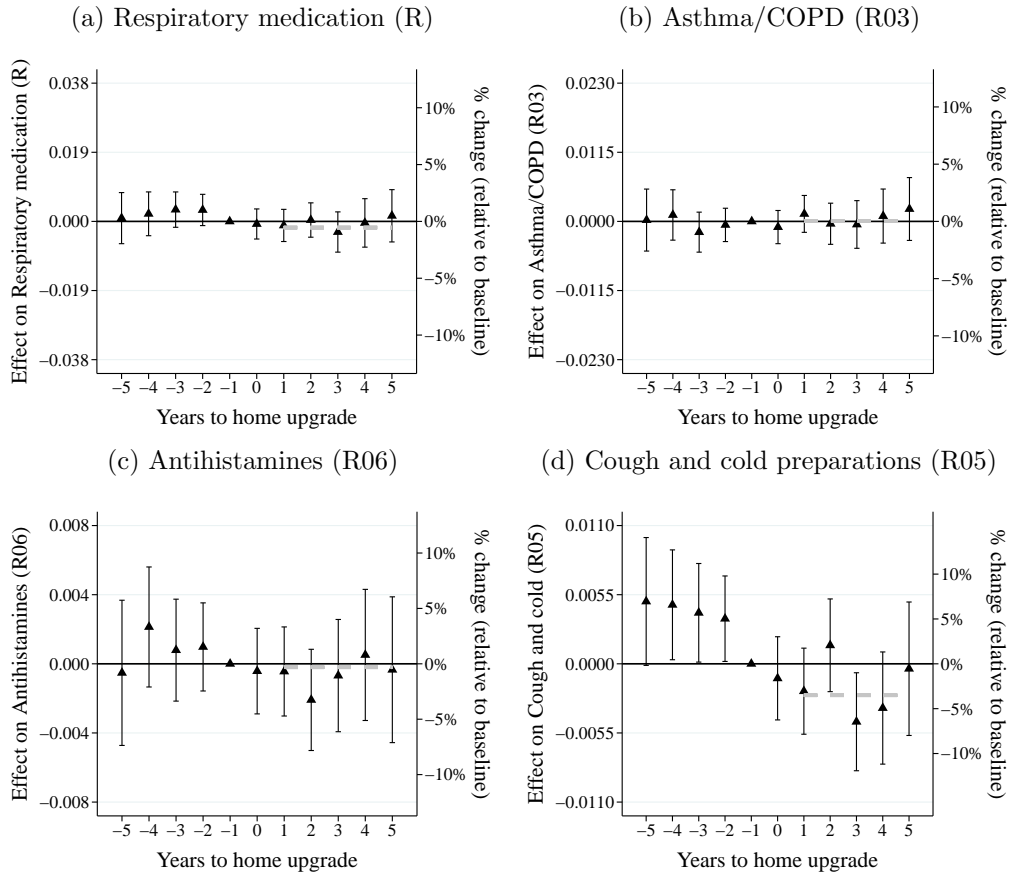 (a) Respiratory medication (R)
Effect on Respiratory medication (R)
0.038
0.019
0.000
−0.019
−0.038
10%
5%
0%
−5%
−10%
% change (relative to baseline)
−5 −4 −3 −2 −1 0 1 2 3 4 5
Years to home upgrade
(b) Asthma/COPD (R03)
Effect on Asthma/COPD (R03)
0.0230
0.0115
0.0000
−0.0115
−0.0230
10%
5%
0%
−5%
−10%
% change (relative to baseline)
−5 −4 −3 −2 −1 0 1 2 3 4 5
Years to home upgrade
(c) Antihistamines (R06)
Effect on Antihistamines (R06)
0.008
0.004
0.000
−0.004
−0.008
10%
5%
0%
−5%
−10%
% change (relative to baseline)
−5 −4 −3 −2 −1 0 1 2 3 4 5
Years to home upgrade
(d) Cough and cold preparations (R05)
Effect on Cough and cold (R05)
0.0110
0.0055
0.0000
−0.0055
−0.0110
10%
5%
0%
−5%
−10%
% change (relative to baseline)
−5 −4 −3 −2 −1 0 1 2 3 4 5
Years to home upgrade